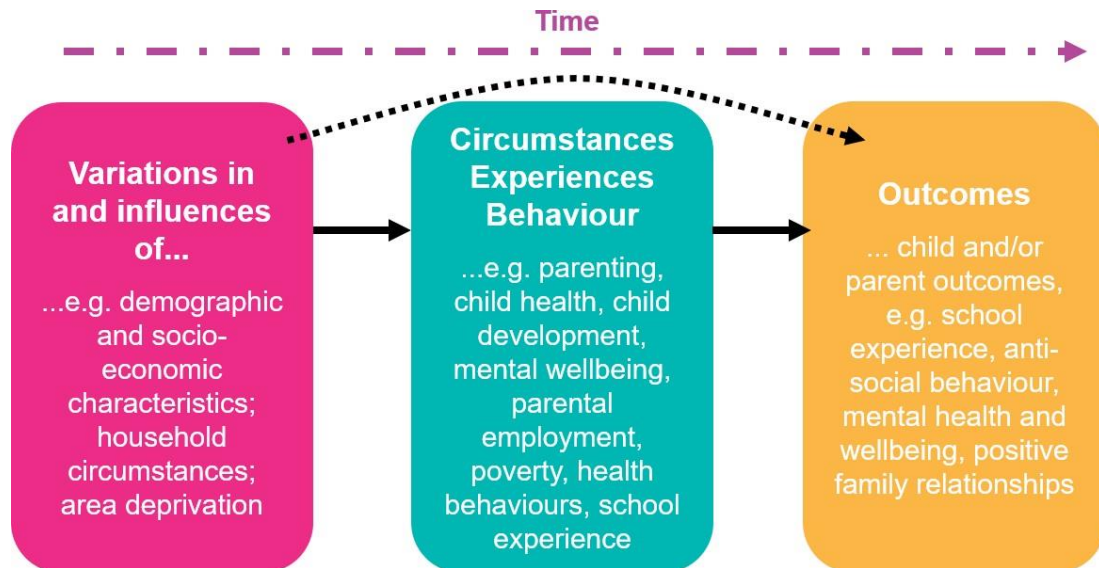 Time
Variations in
and influences
of...
...e.g. demographic
and socio-
economic
characteristics;
household
circumstances;
area deprivation
Circumstances
Experiences
Behaviour
...e.g. parenting,
child health, child
development,
mental wellbeing,
parental
employment,
poverty, health
behaviours, school
experience
Outcomes
... child and/or
parent outcomes,
e.g. school
experience, anti-
social behaviour,
mental health and
wellbeing, positive
family relationships